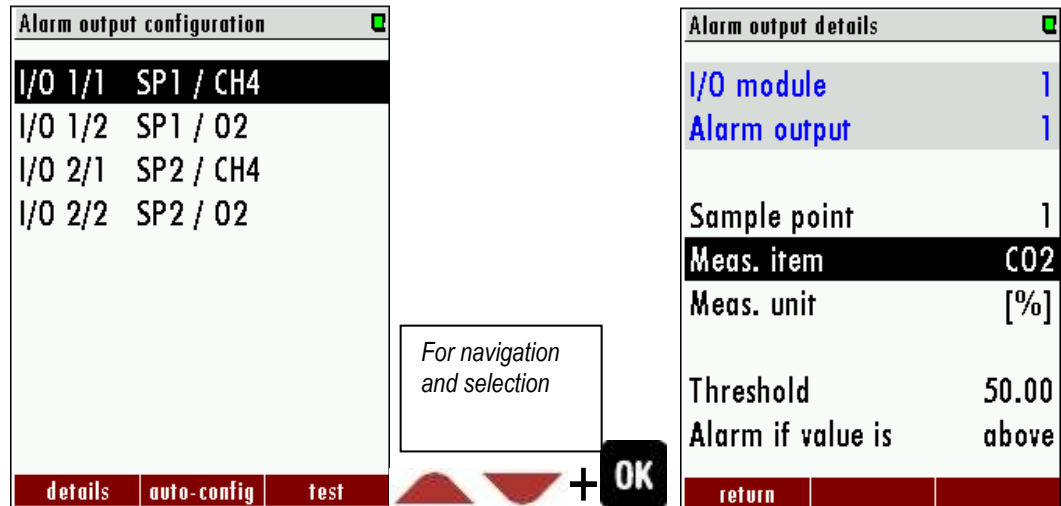 Alarm output configuration
I/O 1/1 SP1 / CH4
I/O 1/2 SP1 / O2
I/O 2/1 SP2 / CH4
I/O 2/2 SP2 / O2
details auto-config test
For navigation
and selection
+ OK
Alarm output details
I/O module 1
Alarm output 1
Sample point 1
Meas. item CO2
Meas. unit [%]
Threshold 50.00
Alarm if value is above
return